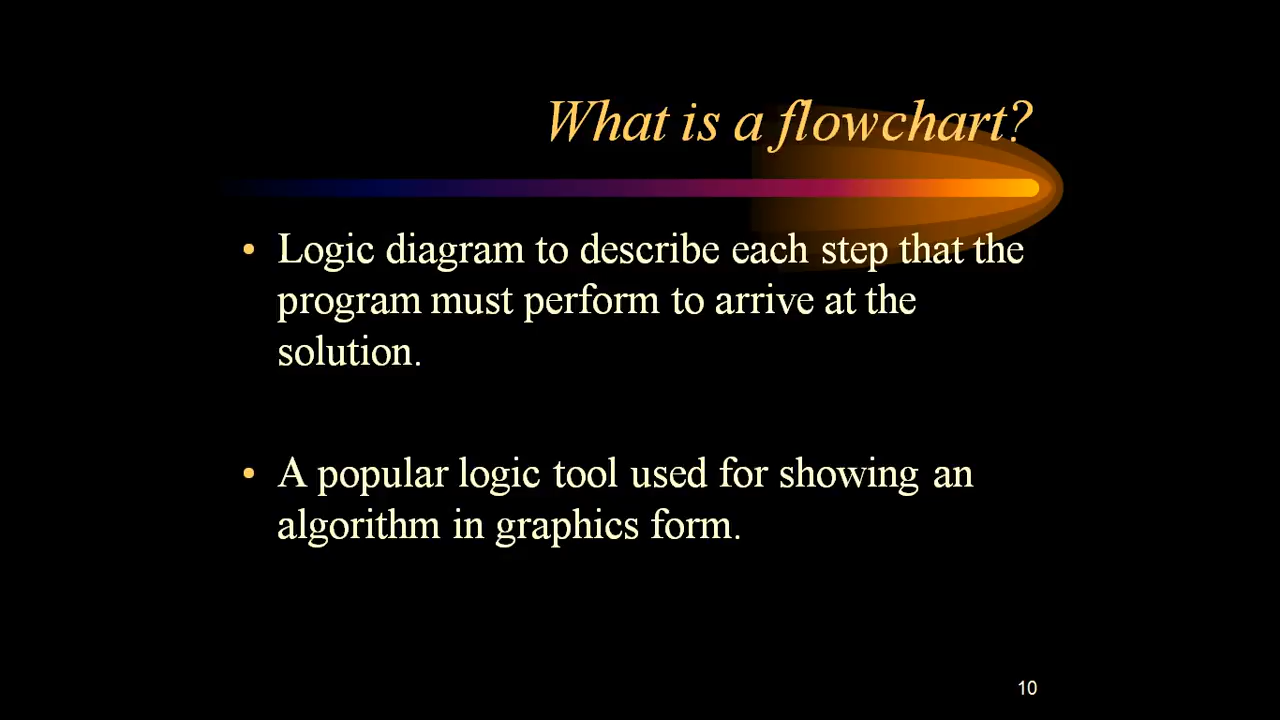 What is a flowchart?
• Logic diagram to describe each step that the
program must perform to arrive at the
solution.
• A popular logic tool used for showing an
algorithm in graphics form.
10